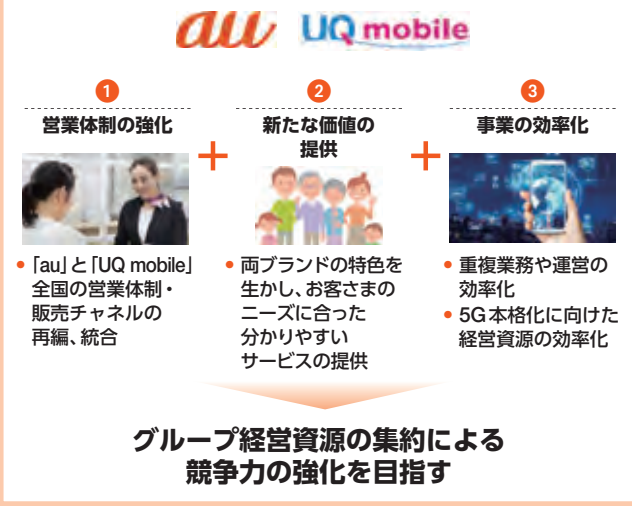 au UQ mobile
1
営業体制の強化
「au」と「UQ mobile」
全国の営業体制・
販売チャネルの
再編、統合
2
新たな価値の
提供
両ブランドの特色を
生かし、お客さまの
ニーズに合った
分かりやすい
サービスの提供
3
事業の効率化
重複業務や運営の
効率化
5G本格化に向けた
経営資源の効率化
グループ経営資源の集約による
競争力の強化を目指す